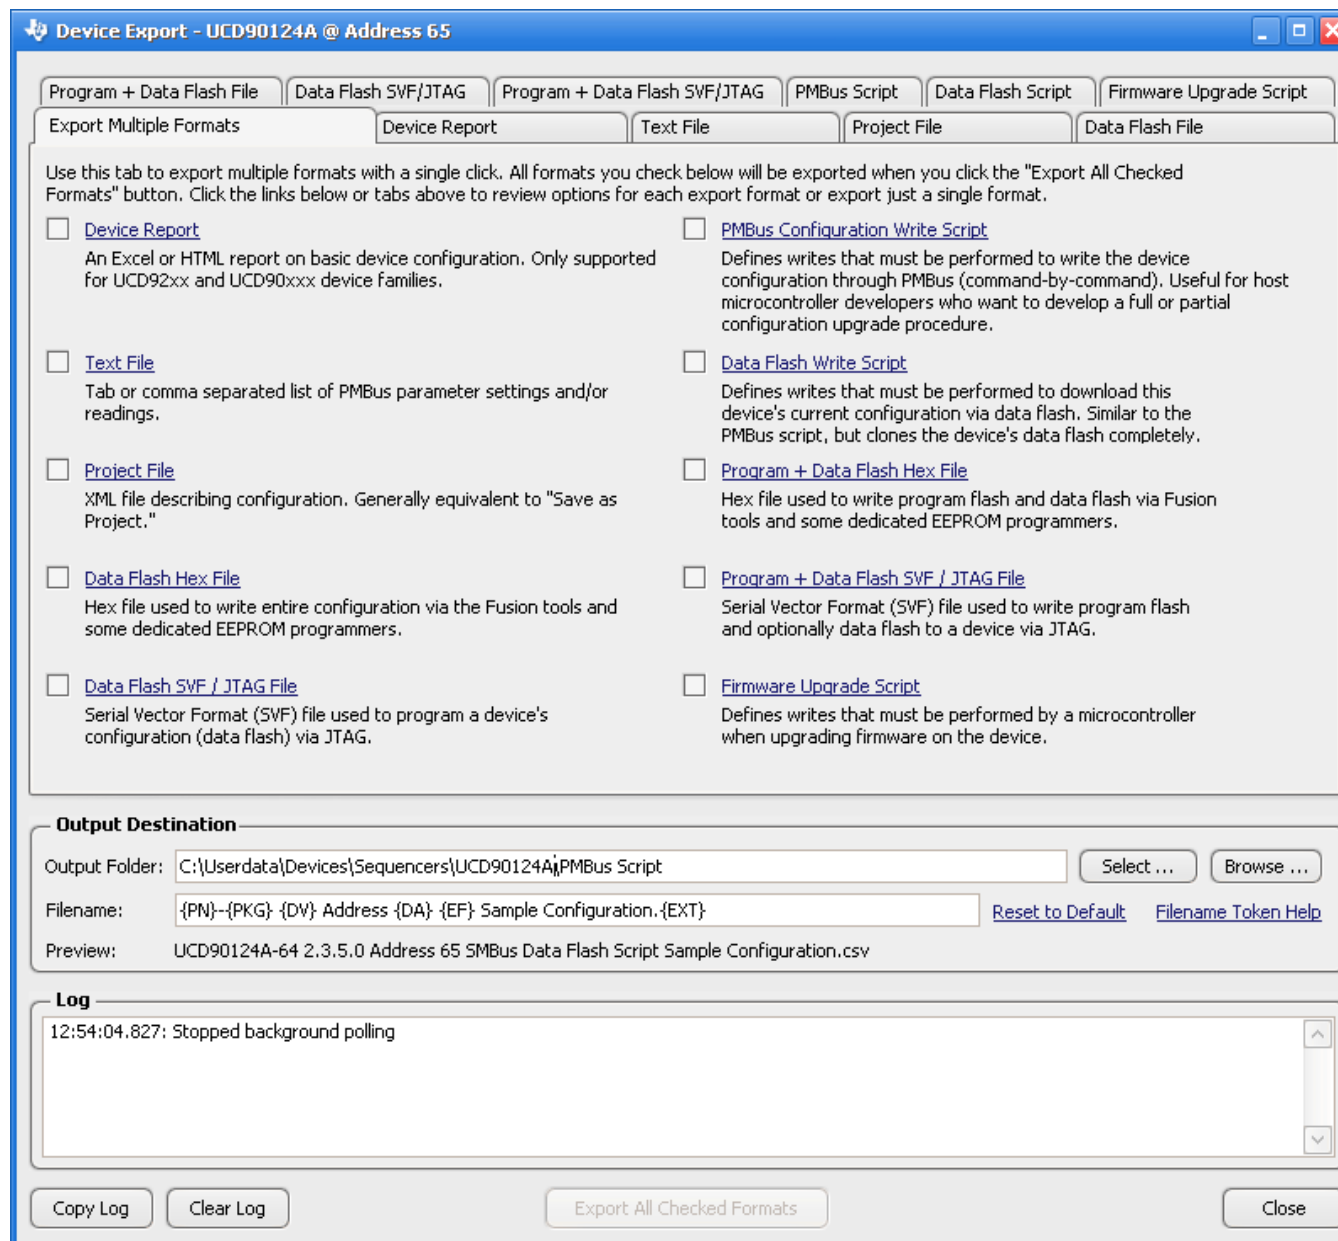 Device Export - UCD90124A @ Address 65
Program + Data Flash File
Data Flash SVF/JTAG
Program + Data Flash SVF/JTAG
PMBus Script
Data Flash Script
Firmware Upgrade Script
Export Multiple Formats
Device Report
Text File
Project File
Data Flash File
Use this tab to export multiple formats with a single click. All formats you check below will be exported when you click the "Export All Checked
Formats" button. Click the links below or tabs above to review options for each export format or export just a single format.
Device Report
An Excel or HTML report on basic device configuration. Only supported
for UCD92xx and UCD90xxx device families.
Text File
Tab or comma separated list of PMBus parameter settings and/or
readings.
Project File
XML file describing configuration. Generally equivalent to "Save as
Project."
Data Flash Hex File
Hex file used to write entire configuration via the Fusion tools and
some dedicated EEPROM programmers.
Data Flash SVF / JTAG File
Serial Vector Format (SVF) file used to program a device's
configuration (data flash) via JTAG.
PMBus Configuration Write Script
Defines writes that must be performed to write the device
configuration through PMBus (command-by-command). Useful for host
microcontroller developers who want to develop a full or partial
configuration upgrade procedure.
Data Flash Write Script
Defines writes that must be performed to download this
device's current configuration via data flash. Similar to the
PMBus script, but clones the device's data flash completely.
Program + Data Flash Hex File
Hex file used to write program flash and data flash via Fusion
tools and some dedicated EEPROM programmers.
Program + Data Flash SVF / JTAG File
Serial Vector Format (SVF) file used to write program flash
and optionally data flash to a device via JTAG.
Firmware Upgrade Script
Defines writes that must be performed by a microcontroller
when upgrading firmware on the device.
Output Destination
Output Folder: C:\Userdata\Devices\Sequencers\UCD90124A\PMBus Script
Select ...
Browse ...
Filename: {PN}-{PKG} {DV} Address {DA} {EF} Sample Configuration.{EXT}
Reset to Default
Filename Token Help
Preview: UCD90124A-64 2.3.5.0 Address 65 SMBus Data Flash Script Sample Configuration.csv
Log
12:54:04.827: Stopped background polling
Copy Log
Clear Log
Export All Checked Formats
Close